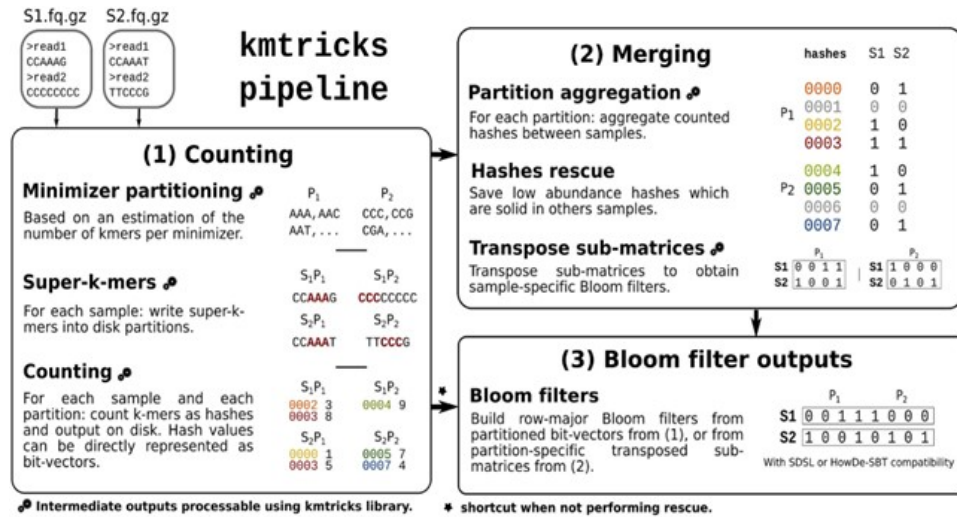 S1.fq.gz S2.fq.gz
>read1 >read1
CCAAAG CCAAAT
>read2 >read2
CCCCCCCC TTCCCG
kmtricks
pipeline
(1) Counting
Minimizer partitioning
Based on an estimation of the
number of kmers per minimizer.
P1 P2
AAA,AAC CCC,CCG
AAT,... CGA,...
Super-k-mers
For each sample: write super-k-
mers into disk partitions.
S1P1 S1P2
CCAAAG CCCCCCCC
S2P1 S2P2
CCAAAT TTCCCG
Counting
For each sample and each
partition: count k-mers as hashes
and output on disk. Hash values
can be directly represented as
bit-vectors.
S1P1 S1P2
0002 3 0004 9
0003 8
S2P1 S2P2
0000 1 0005 7
0003 5 0007 4
(2) Merging
Partition aggregation
For each partition: aggregate counted
hashes between samples.
Hashes rescue
Save low abundance hashes which
are solid in others samples.
Transpose sub-matrices
Transpose sub-matrices to obtain
sample-specific Bloom filters.
hashes S1 S2
P1
0000 0 1
0001 0 0
0002 1 0
0003 1 1
P2
0004 1 0
0005 0 1
0006 0 0
0007 0 1
P1 P2
S1 0 0 1 1 | S1 1 0 0 0
S2 1 0 0 1 S2 0 1 0 1
(3) Bloom filter outputs
Bloom filters
Build row-major Bloom filters from
partitioned bit-vectors from (1), or from
partition-specific transposed sub-
matrices from (2).
P1 P2
S1 0 0 1 1 1 0 0 0
S2 1 0 0 1 0 1 0 1
With SDSL or HowDe-SBT compatibility
Intermediate outputs processable using kmtricks library. * shortcut when not performing rescue.